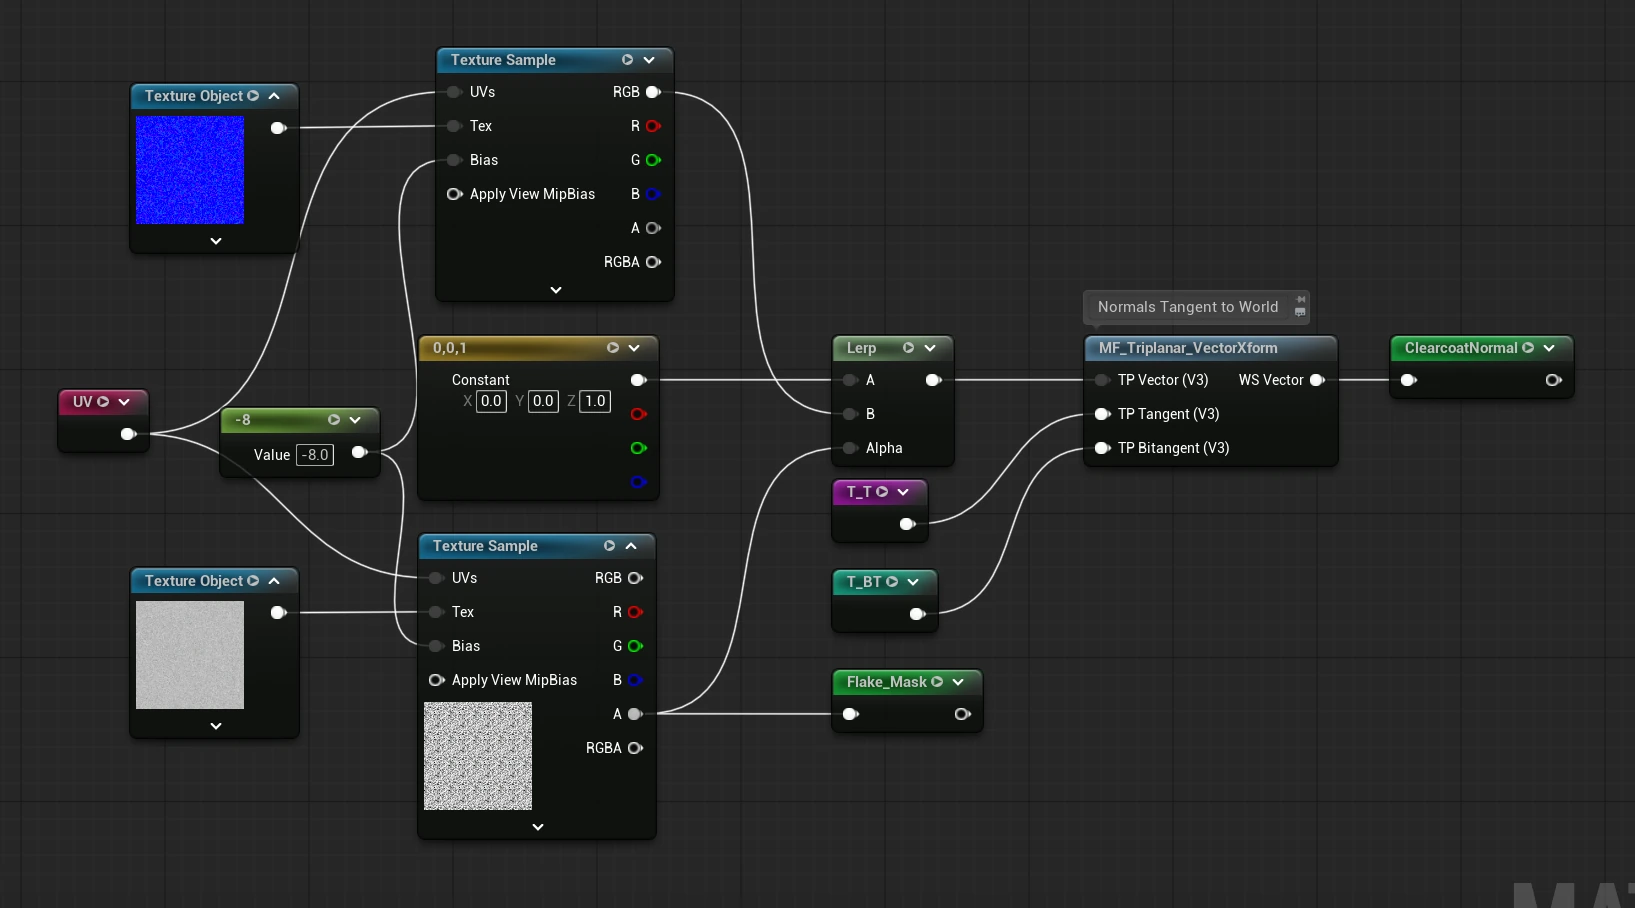 Texture Sample
UVs
RGB
Tex
R
Bias
G
Apply View MipBias
B
A
RGBA
Texture Object
Normals Tangent to World
0,0,1
Constant
X 0.0 Y 0.0 Z 1.0
Lerp
A
B
Alpha
MF_Triplanar_VectorXform
TP Vector (V3)
WS Vector
TP Tangent (V3)
TP Bitangent (V3)
ClearcoatNormal
UV
-8
Value -8.0
T_T
Texture Sample
UVs
RGB
Tex
R
Bias
G
Apply View MipBias
B
A
RGBA
Texture Object
T_BT
Flake_Mask